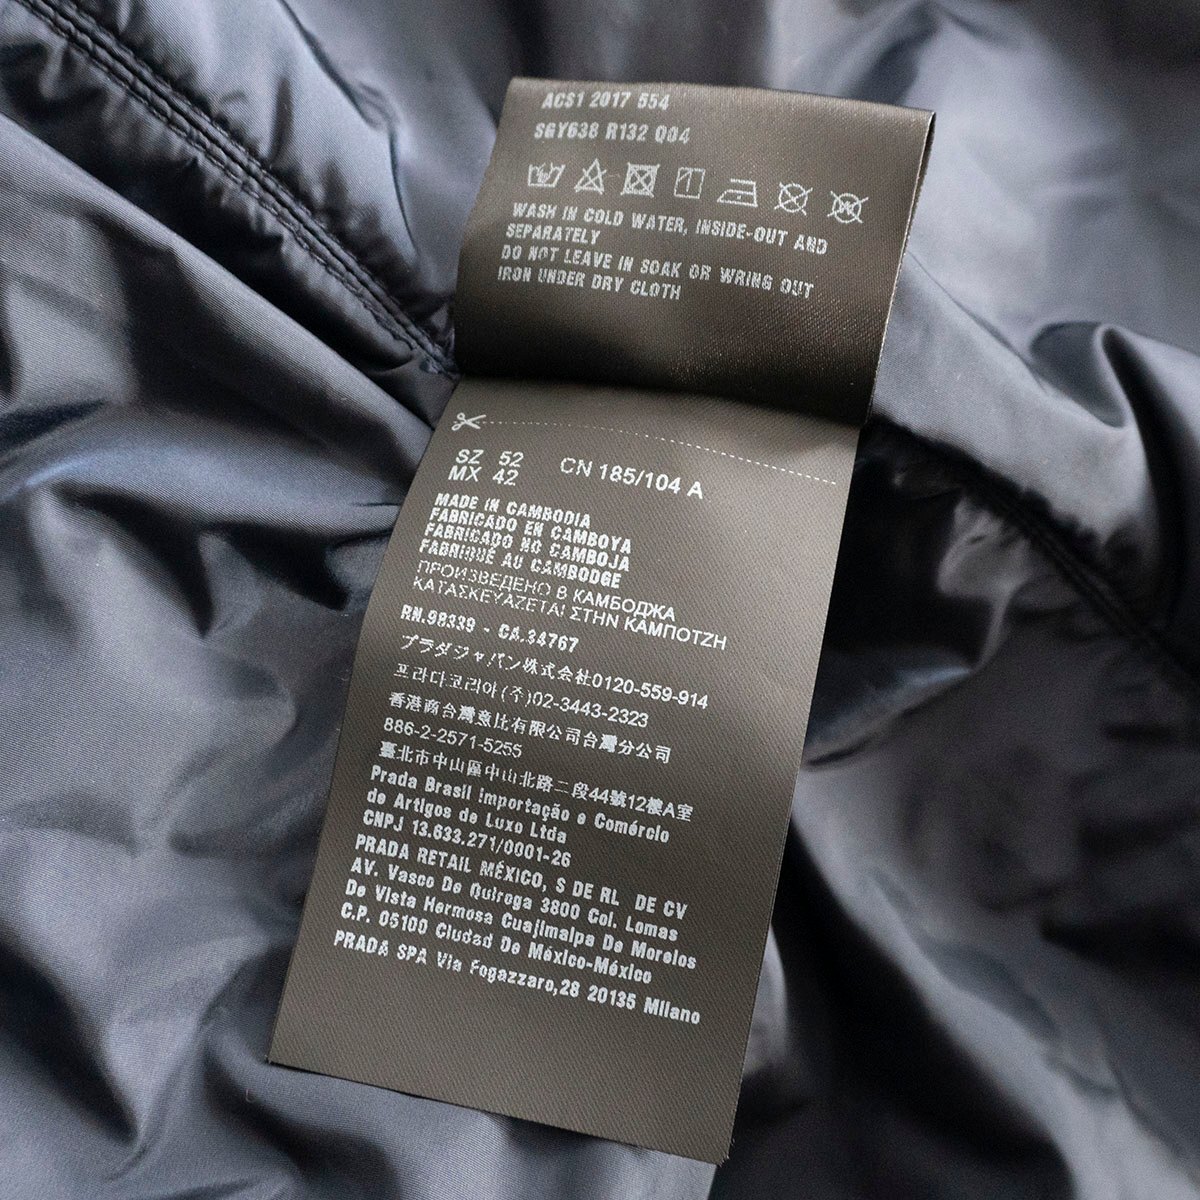 ACS1 2017 554
SGY638 R132 Q04
WASH IN COLD WATER, INSIDE-OUT AND
SEPARATELY
DO NOT LEAVE IN SOAK OR WRING OUT
IRON UNDER DRY CLOTH
SZ 52 CN 185/104 A
MX 42
MADE IN CAMBODIA
FABRICADO EN CAMBOYA
FABRICADO NO CAMBOJA
FABRIQUÉ AU CAMBODGE
ПРОИЗВЕДЕНО В КАМБОДЖА
ΚΑΤΑΣΚΕΥΑΖΕΤΑΙ ΣΤΗΝ ΚΑΜΠΟΤΖΗ
RN.98339 - CA.34767
プラダジャパン株式会社0120-559-914
프라다코리아(주)02-3443-2323
香港商台灣意比有限公司台灣分公司
886-2-2571-5255
臺北市中山區中山北路二段44號12樓A室
Prada Brasil Importação e Comércio
de Artigos de Luxo Ltda
CNPJ 13.633.271/0001-26
PRADA RETAIL MÉXICO, S DE RL DE CV
AV. Vasco De Quiroga 3800 Col. Lomas
De Vista Hermosa Cuajimalpa De Morelos
C.P. 05100 Ciudad De México-México
PRADA SPA Via Fogazzaro,28 20135 Milano